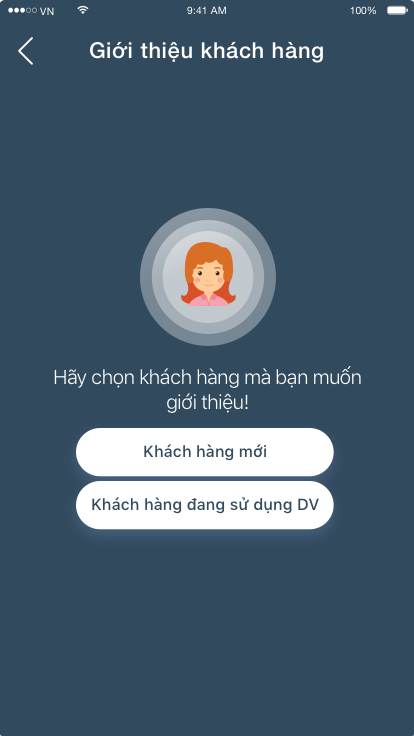 VN 9:41 AM 100%
Giới thiệu khách hàng
Hãy chọn khách hàng mà bạn muốn
giới thiệu!
Khách hàng mới
Khách hàng đang sử dụng DV